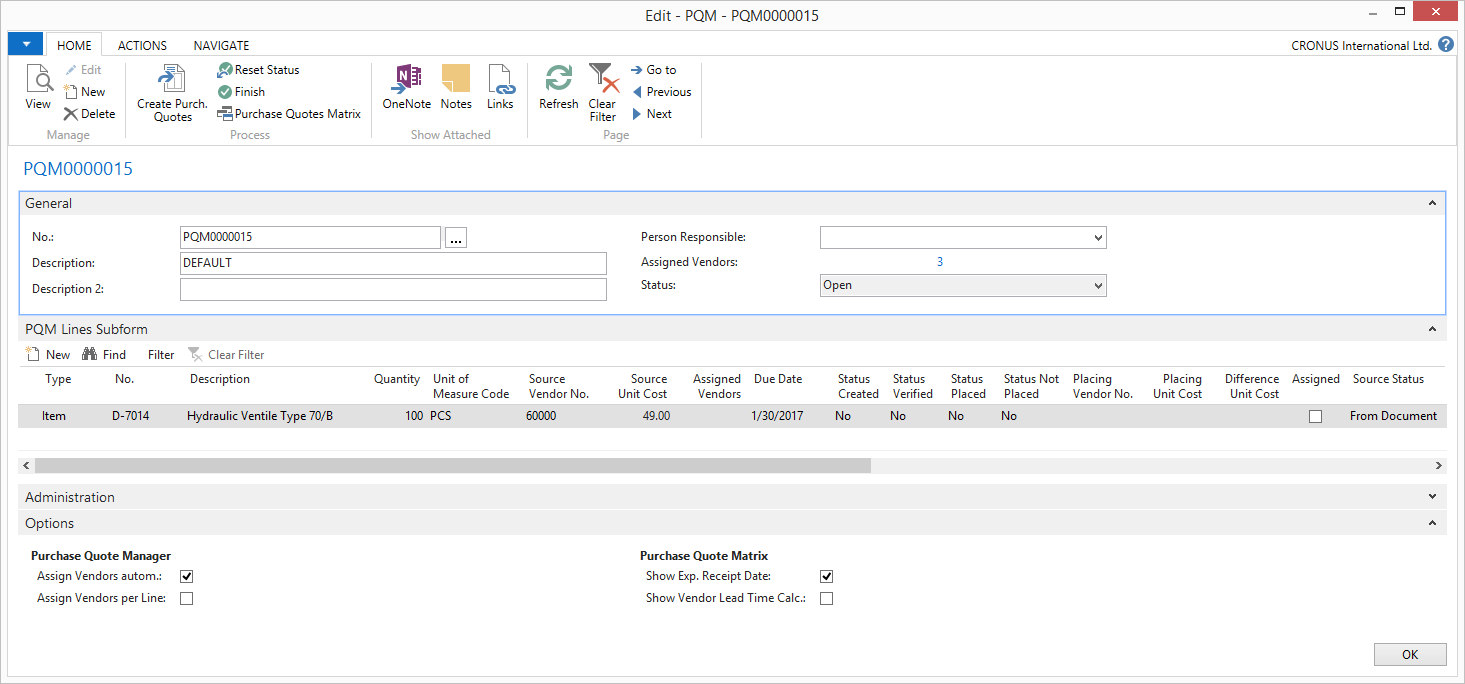 Edit - PQM - PQM0000015
HOME ACTIONS NAVIGATE CRONUS International Ltd. ?
View Edit New Delete Manage
Create Purch. Quotes Reset Status Finish Purchase Quotes Matrix Process
OneNote Notes Links Show Attached
Refresh Clear Filter Go to Previous Next Page
PQM0000015
General
No.: PQM0000015 ... Person Responsible:
Description: DEFAULT Assigned Vendors: 3
Description 2: Status: Open
PQM Lines Subform
New Find Filter Clear Filter
Type No. Description Quantity Unit of Measure Code Source Vendor No. Source Unit Cost Assigned Vendors Due Date Status Created Status Verified Status Placed Status Not Placed Placing Vendor No. Placing Unit Cost Difference Unit Cost Assigned Source Status
Item D-7014 Hydraulic Ventile Type 70/B 100 PCS 60000 49.00 1/30/2017 No No No No From Document
Administration
Options
Purchase Quote Manager Purchase Quote Matrix
Assign Vendors autom.: Show Exp. Receipt Date:
Assign Vendors per Line: Show Vendor Lead Time Calc.:
OK